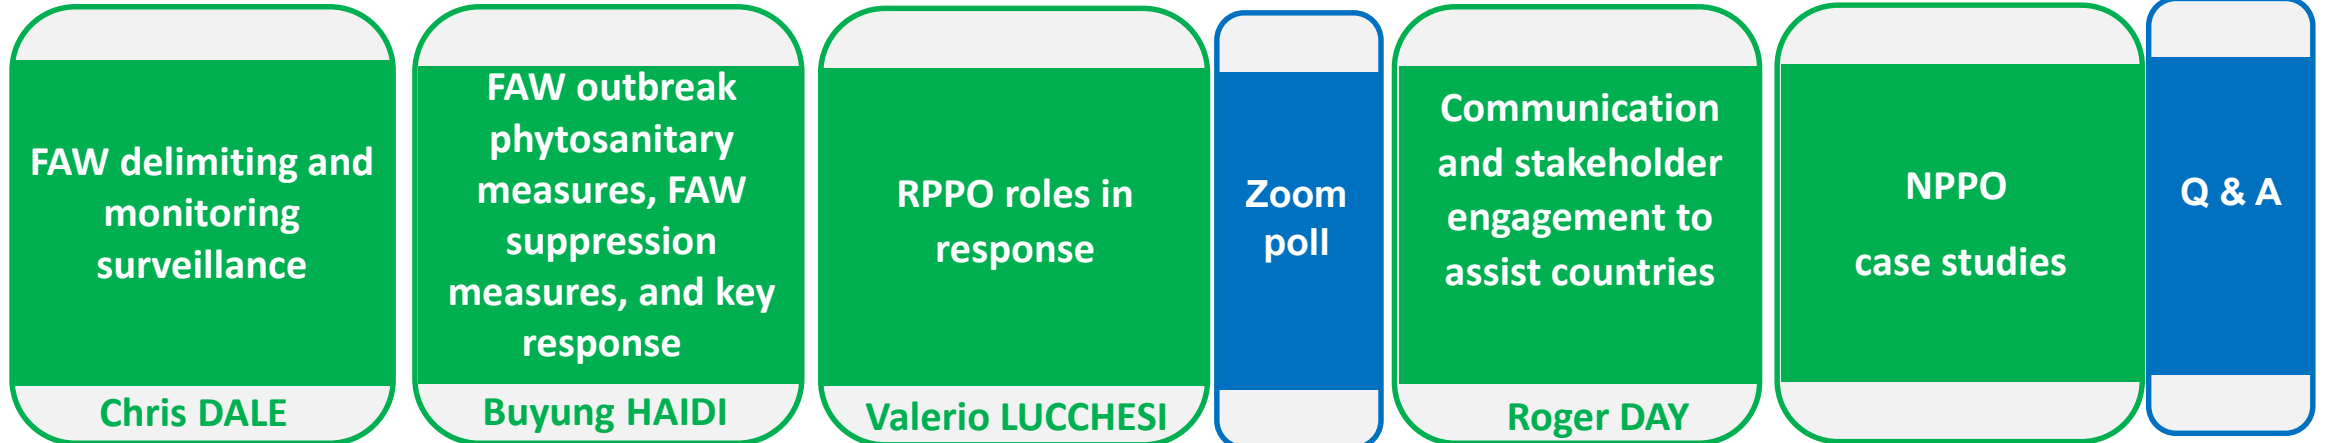 FAW delimiting and
monitoring
surveillance
Chris DALE
FAW outbreak
phytosanitary
measures, FAW
suppression
measures, and key
response
Buyung HAIDI
RPPO roles in
response
Valerio LUCCHESI
Zoom
poll
Communication
and stakeholder
engagement to
assist countries
Roger DAY
NPPO
case studies
Q & A